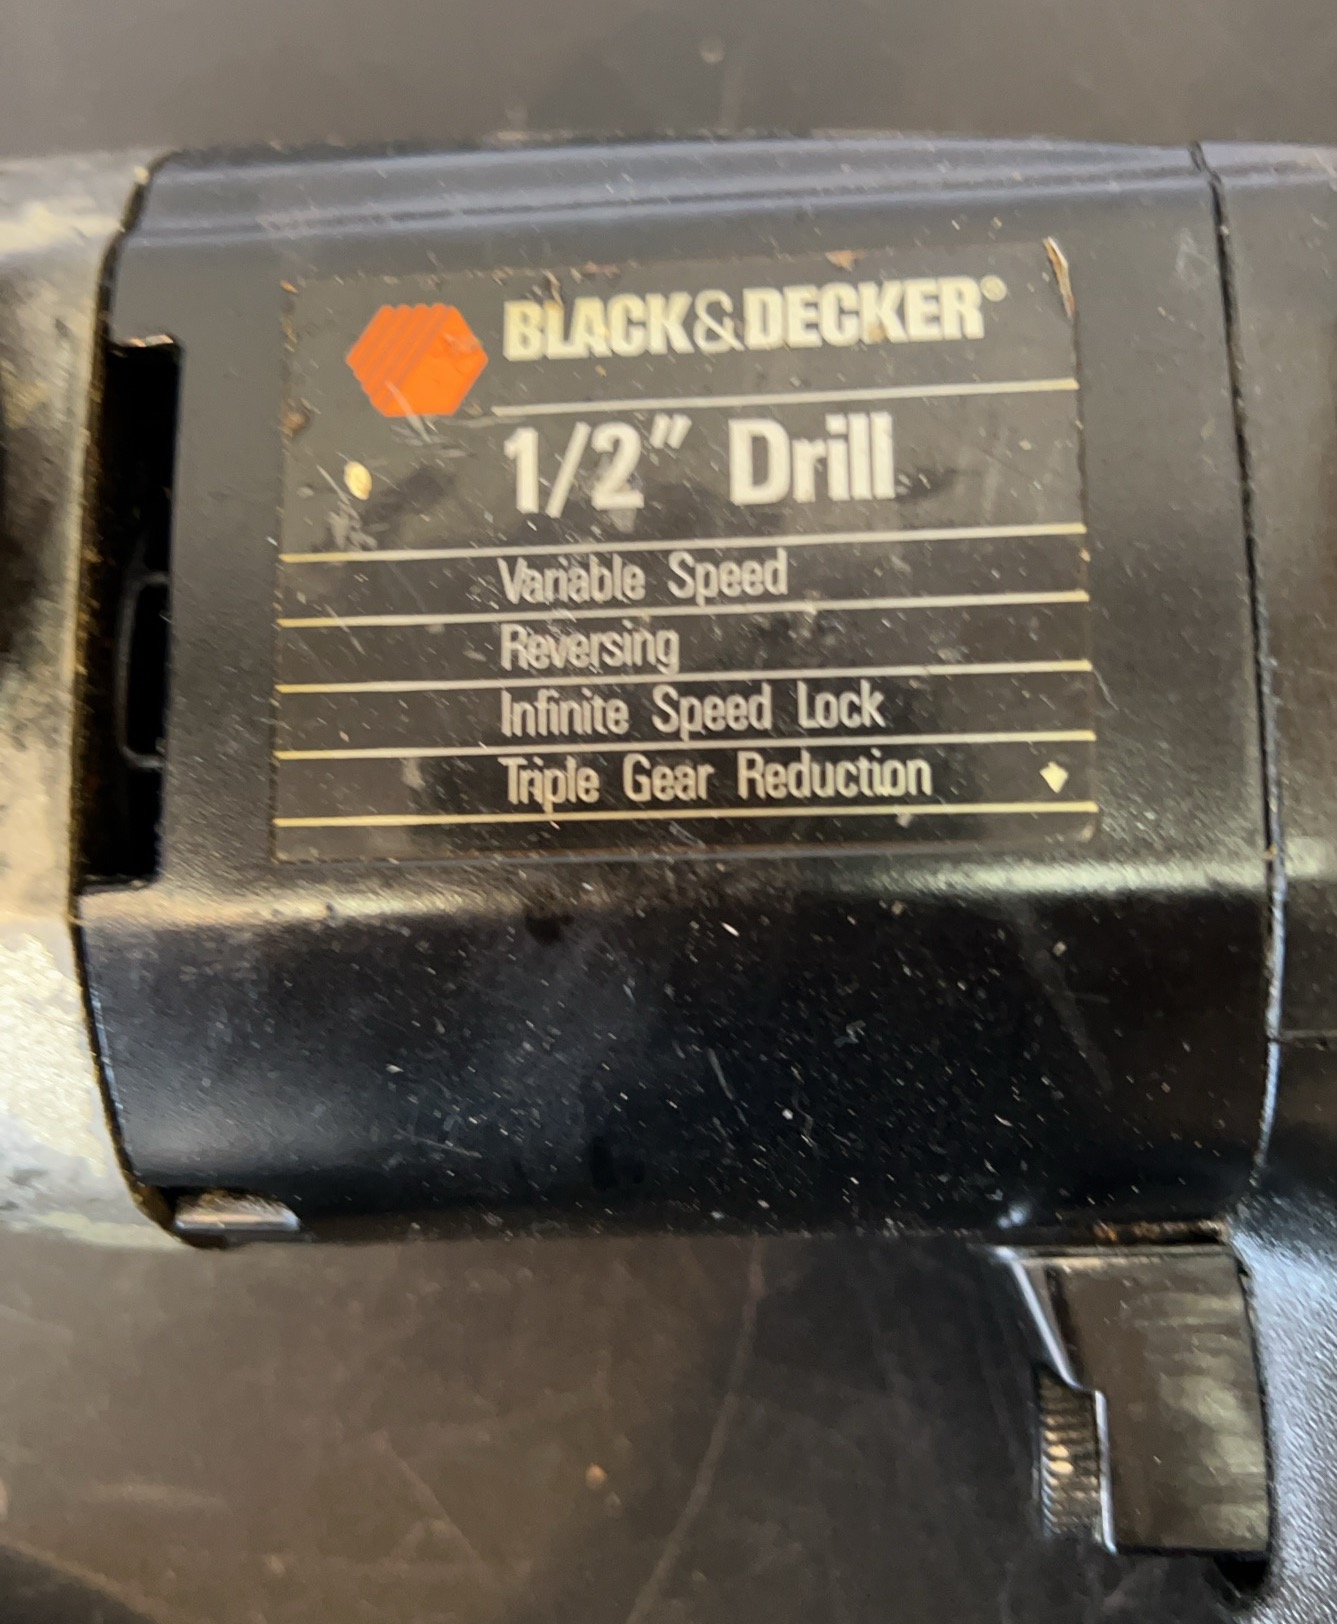 BLACK&DECKER®
1/2" Drill
Variable Speed
Reversing
Infinite Speed Lock
Triple Gear Reduction